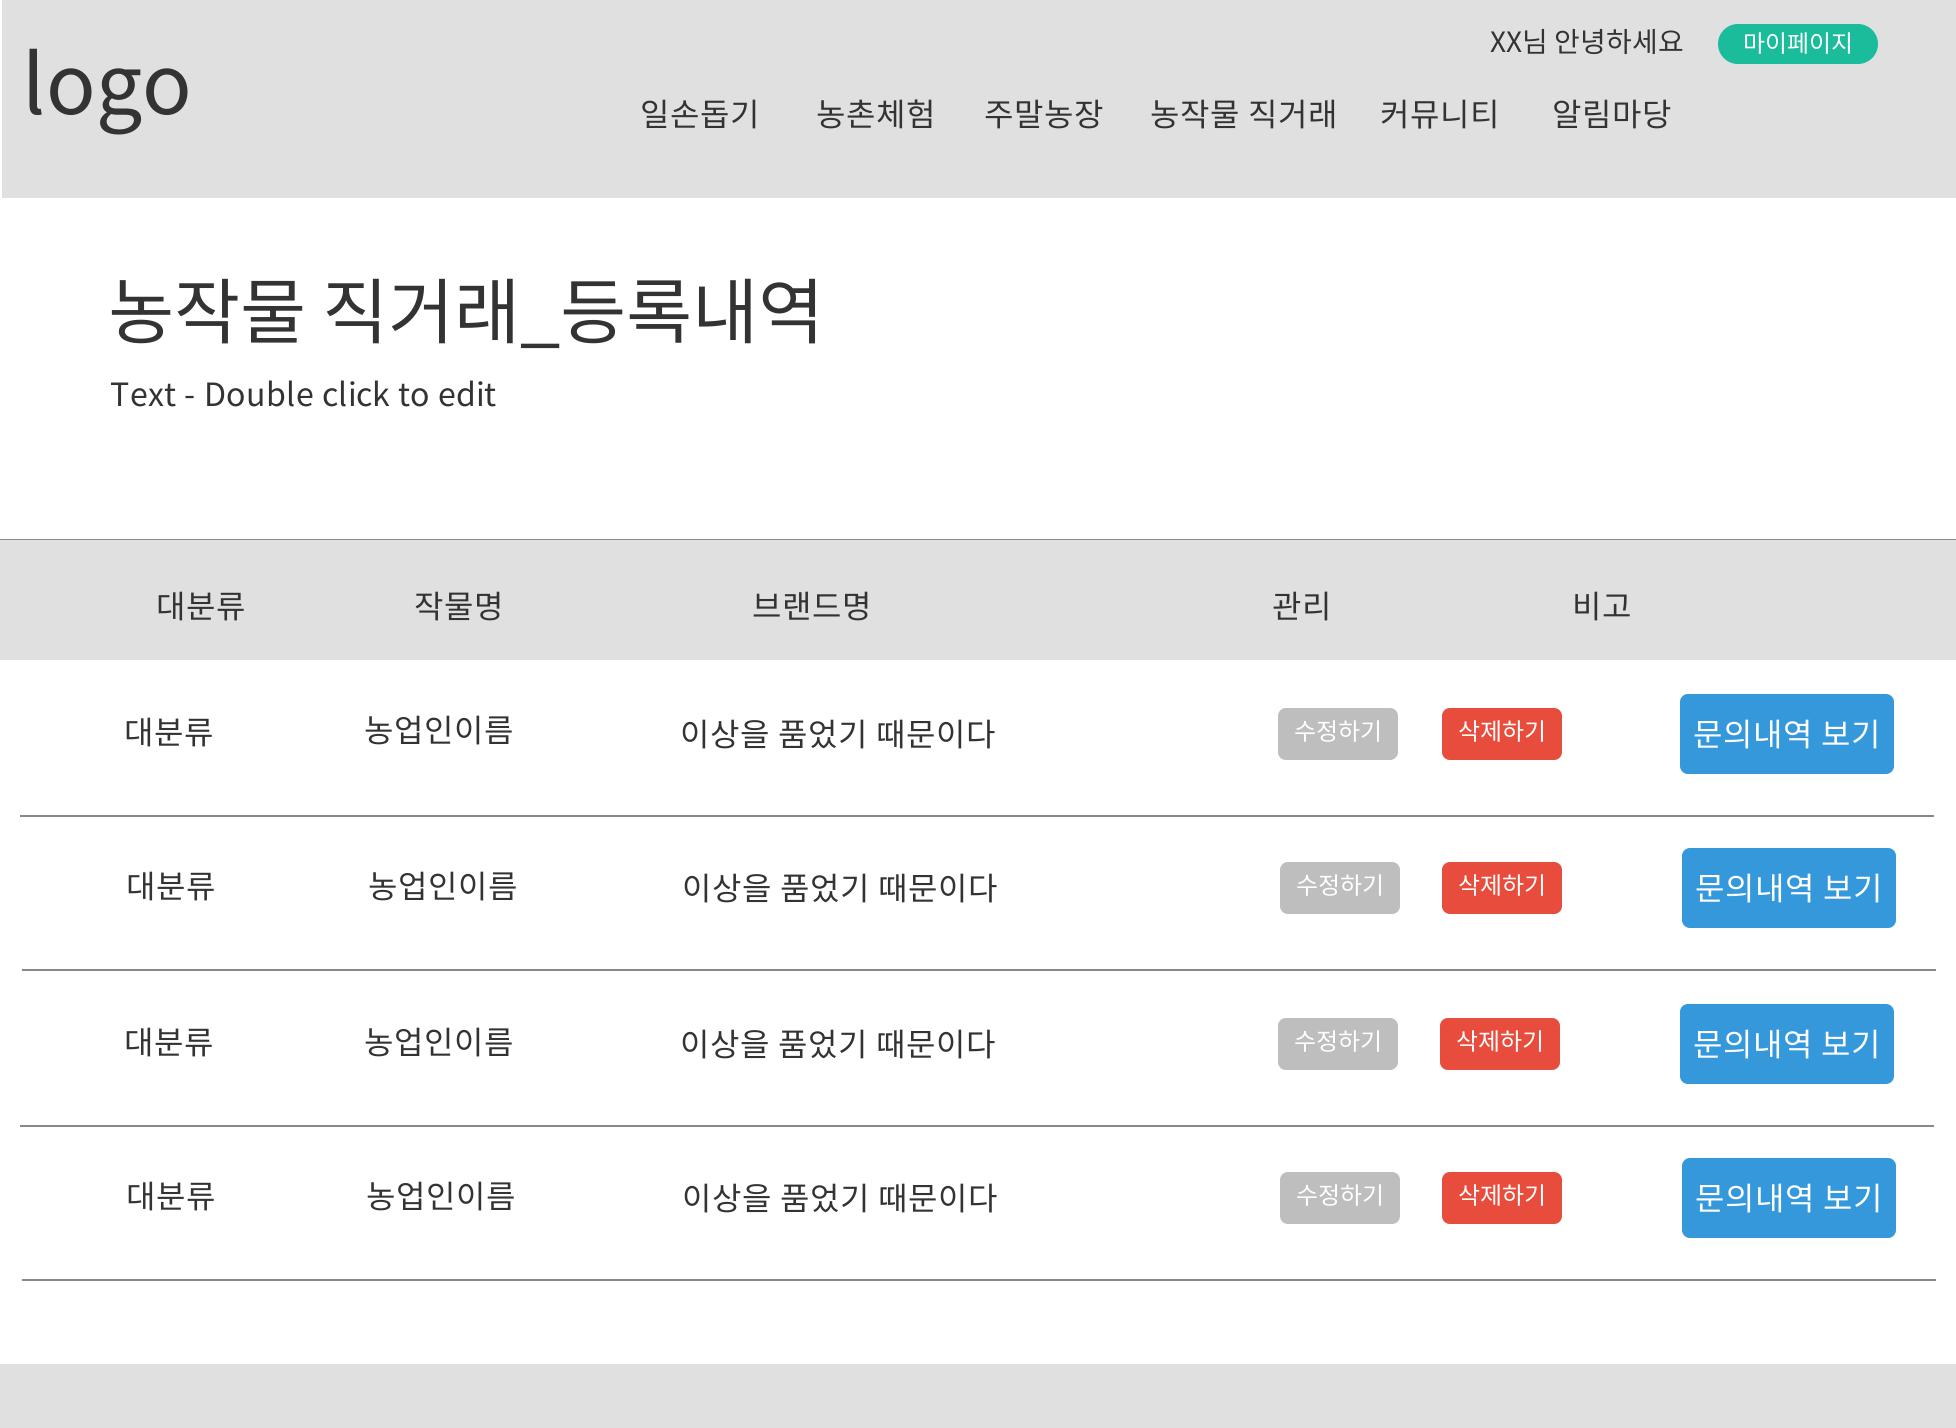 logo
XX님 안녕하세요 마이페이지
일손돕기 농촌체험 주말농장 농작물 직거래 커뮤니티 알림마당
농작물 직거래_등록내역
Text - Double click to edit
대분류 작물명 브랜드명 관리 비고
대분류 농업인이름 이상을 품었기 때문이다 수정하기 삭제하기 문의내역 보기
대분류 농업인이름 이상을 품었기 때문이다 수정하기 삭제하기 문의내역 보기
대분류 농업인이름 이상을 품었기 때문이다 수정하기 삭제하기 문의내역 보기
대분류 농업인이름 이상을 품었기 때문이다 수정하기 삭제하기 문의내역 보기